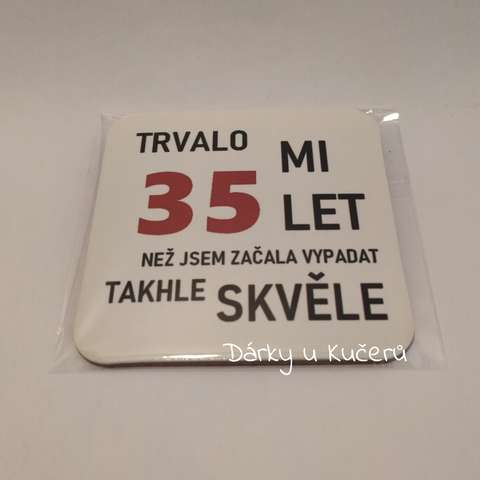 TRVALO MI
35 LET
NEŽ JSEM ZAČALA VYPADAT
TAKHLE SKVĚLE
Dárky u Kučerů